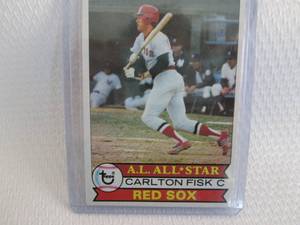 A.L. ALL★STAR
CARLTON FISK C
RED SOX